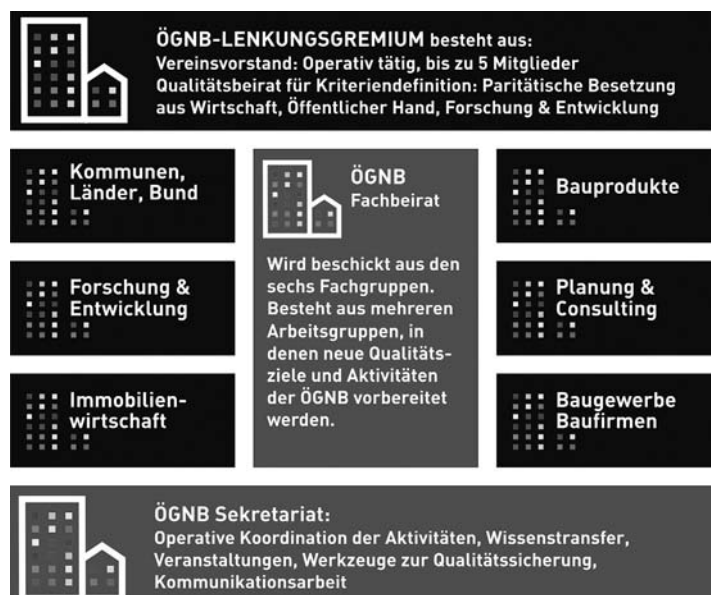 ÖGNB-LENKUNGSGREMIUM besteht aus:
Vereinsvorstand: Operativ tätig, bis zu 5 Mitglieder
Qualitätsbeirat für Kriteriendefinition: Paritätische Besetzung
aus Wirtschaft, Öffentlicher Hand, Forschung & Entwicklung
Kommunen,
Länder, Bund
Forschung &
Entwicklung
Immobilien-
wirtschaft
ÖGNB
Fachbeirat
Wird beschickt aus den
sechs Fachgruppen.
Besteht aus mehreren
Arbeitsgruppen, in
denen neue Qualitäts-
ziele und Aktivitäten
der ÖGNB vorbereitet
werden.
Bauprodukte
Planung &
Consulting
Baugewerbe
Baufirmen
ÖGNB Sekretariat:
Operative Koordination der Aktivitäten, Wissenstransfer,
Veranstaltungen, Werkzeuge zur Qualitätssicherung,
Kommunikationsarbeit